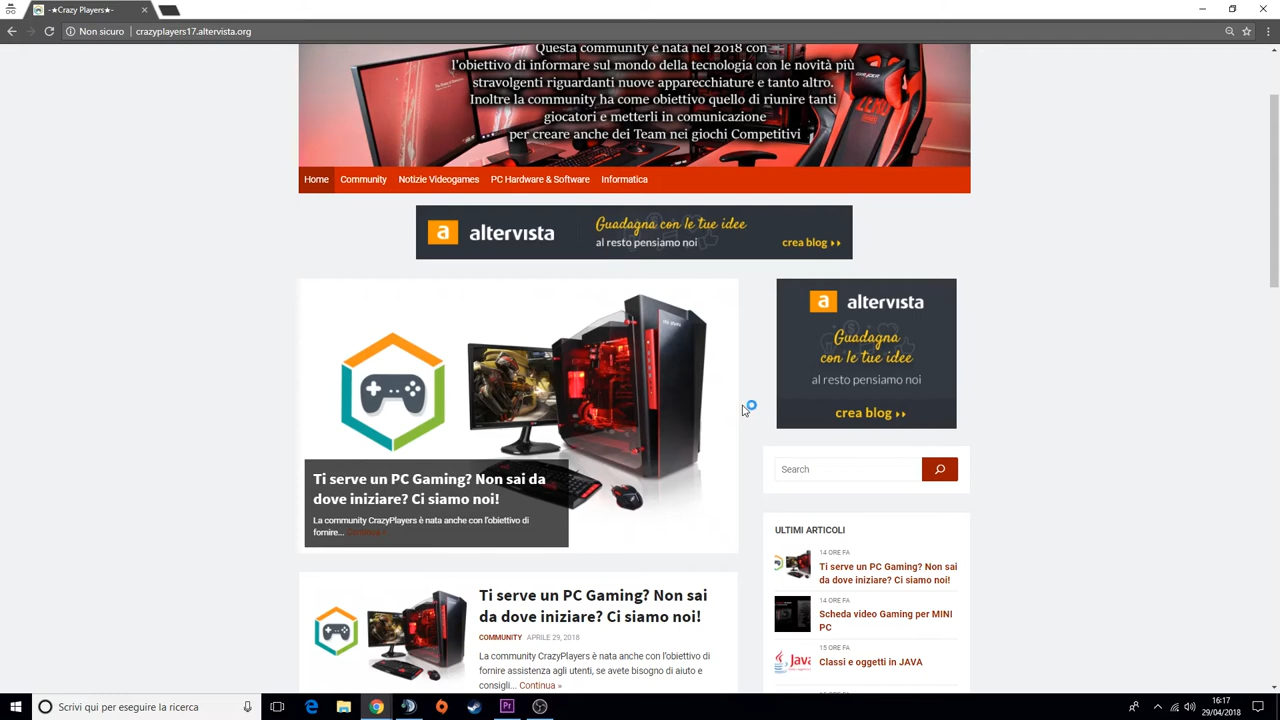 -★Crazy Players★-
Non sicuro
crazyplayers17.altervista.org
Questa community è nata nel 2018 con
l'obiettivo di informare sul mondo della tecnologia con le novità più
stravolgenti riguardanti nuove apparecchiature e tanto altro.
Inoltre la community ha come obiettivo quello di riunire tanti
giocatori e metterli in comunicazione
per creare anche dei Team nei giochi Competitivi
Home Community Notizie Videogames PC Hardware & Software Informatica
a altervista
Guadagna con le tue idee
al resto pensiamo noi
crea blog
Ti serve un PC Gaming? Non sai da
dove iniziare? Ci siamo noi!
La community CrazyPlayers è nata anche con l'obiettivo di
fornire... Continua »
a altervista
Guadagna
con le tue idee
al resto pensiamo noi
crea blog
Search
ULTIMI ARTICOLI
14 ORE FA
Ti serve un PC Gaming? Non sai
da dove iniziare? Ci siamo noi!
14 ORE FA
Scheda video Gaming per MINI
PC
15 ORE FA
Java
Classi e oggetti in JAVA
Ti serve un PC Gaming? Non sai
da dove iniziare? Ci siamo noi!
COMMUNITY APRILE 29, 2018
La community CrazyPlayers è nata anche con l'obiettivo di
fornire assistenza agli utenti, se avete bisogno di aiuto e
consigli... Continua »
Scrivi qui per eseguire la ricerca
Pr
16:17
29/04/2018